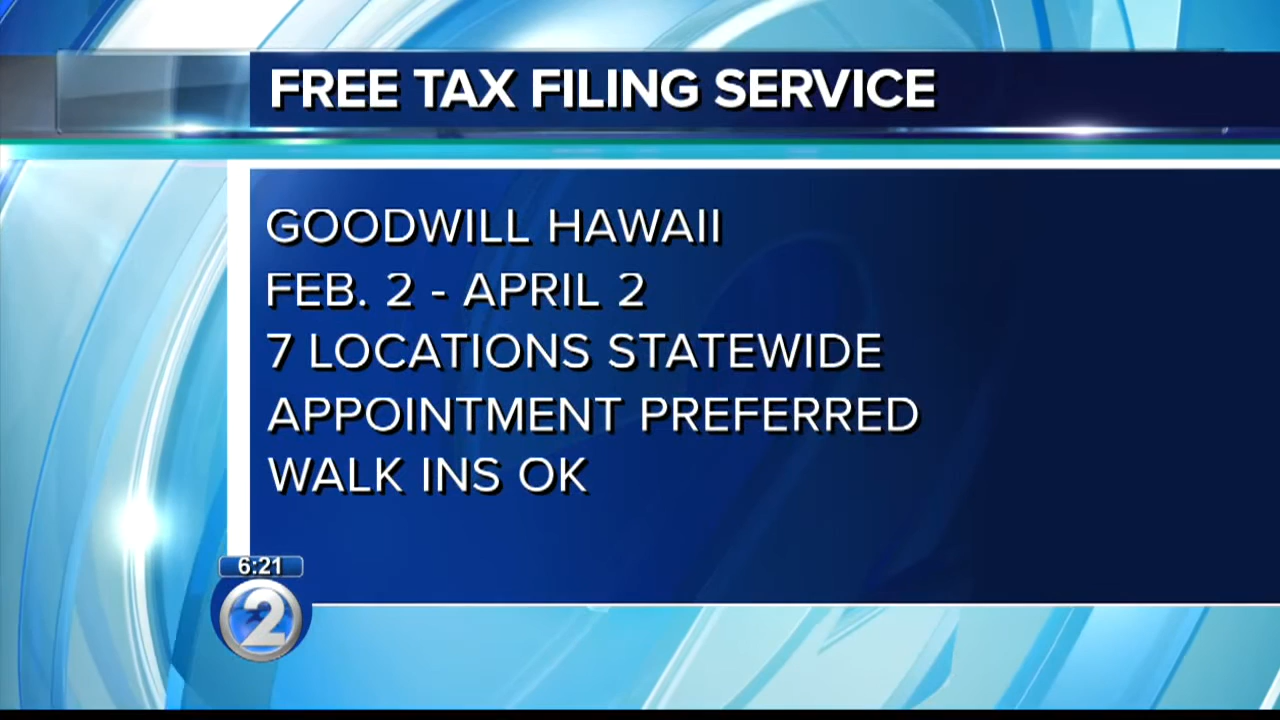 FREE TAX FILING SERVICE
GOODWILL HAWAII
FEB. 2 - APRIL 2
7 LOCATIONS STATEWIDE
APPOINTMENT PREFERRED
WALK INS OK
6:21
2